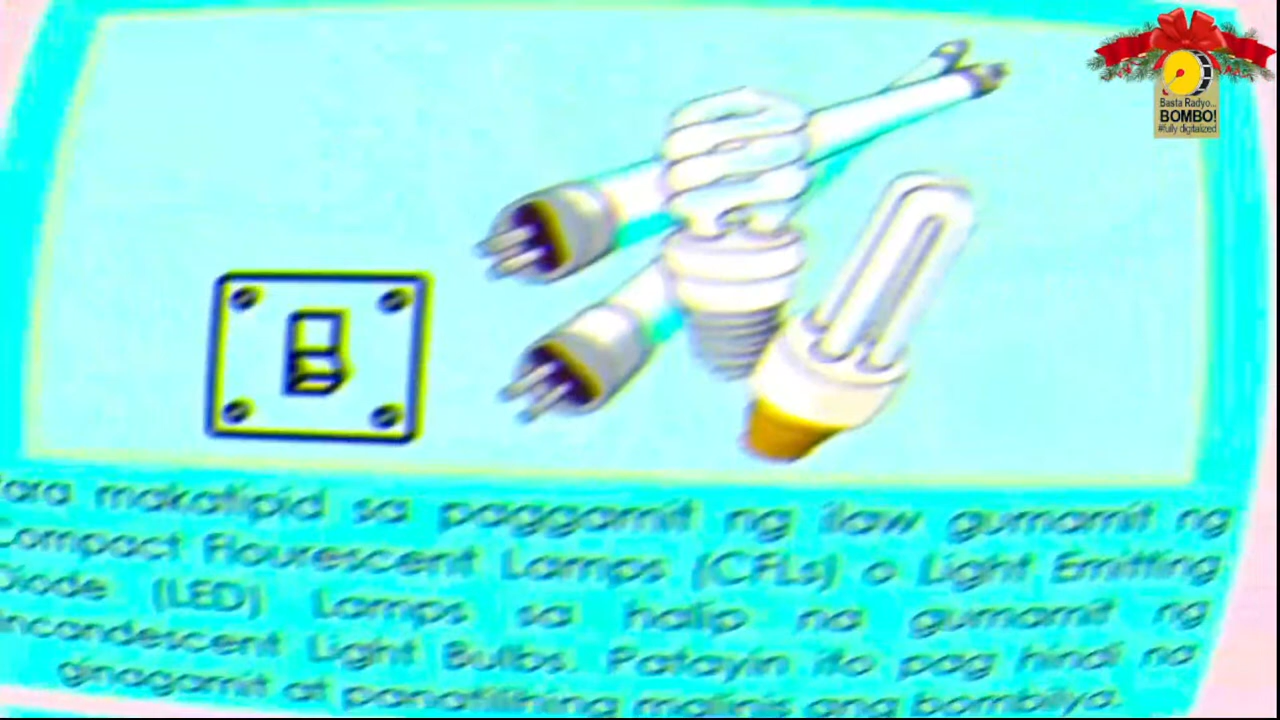 Basta Radyo...
BOMBO!
#fully digitalized
Para makatipid sa paggamit ng ilaw gumamit ng
Compact Flourescent Lamps (CFLs) o Light Emitting
Diode (LED) Lamps sa halip na gumamit ng
Incandescent Light Bulbs. Patayin ito pag hindi na
ginagamit at panatilihing malinis ang bombilya.